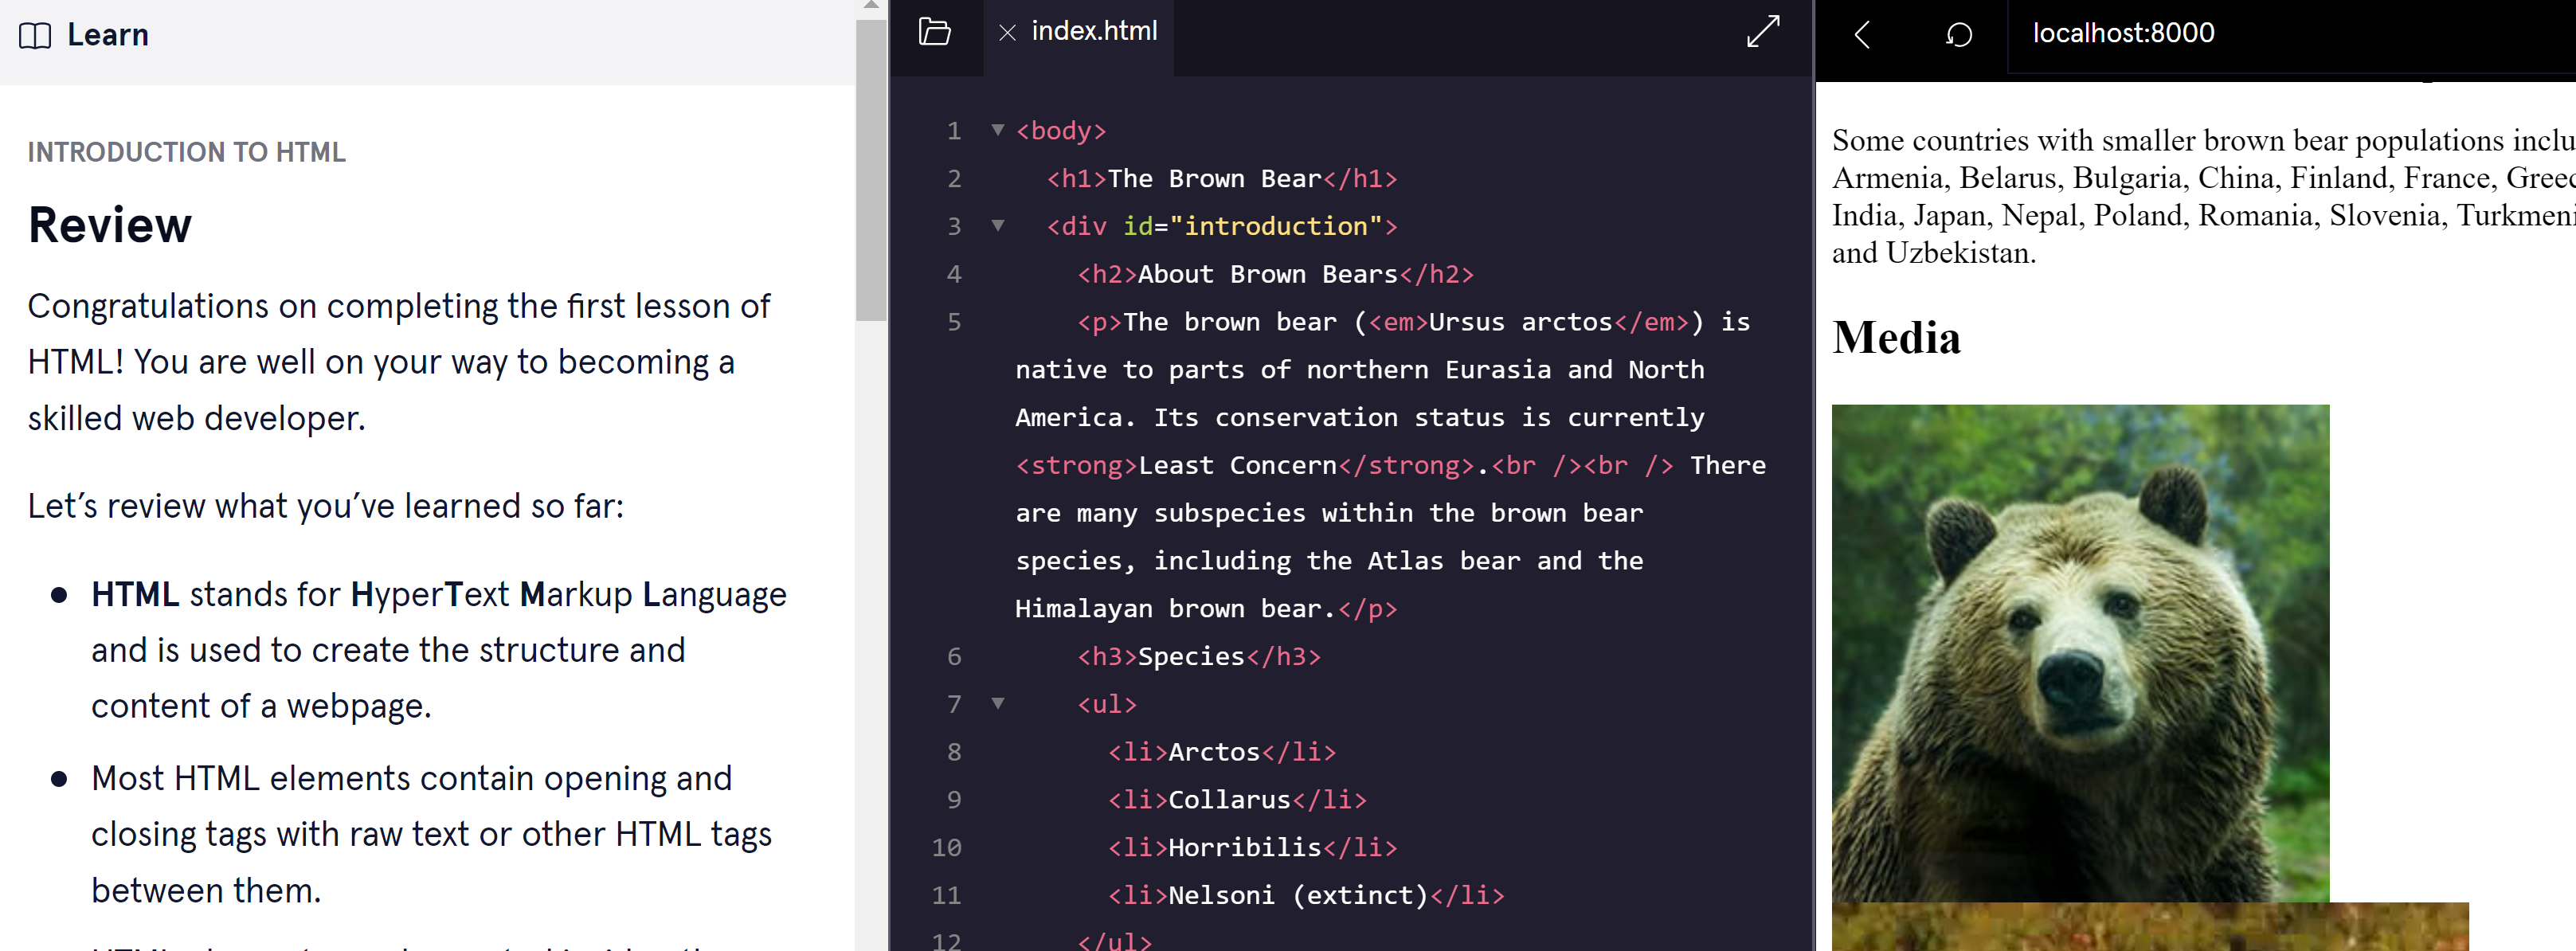 Learn
INTRODUCTION TO HTML
Review
Congratulations on completing the first lesson of
HTML! You are well on your way to becoming a
skilled web developer.
Let’s review what you’ve learned so far:
HTML stands for HyperText Markup Language
and is used to create the structure and
content of a webpage.
Most HTML elements contain opening and
closing tags with raw text or other HTML tags
between them.
index.html
1 <body>
2 <h1>The Brown Bear</h1>
3 <div id="introduction">
4 <h2>About Brown Bears</h2>
5 <p>The brown bear (<em>Ursus arctos</em>) is
native to parts of northern Eurasia and North
America. Its conservation status is currently
<strong>Least Concern</strong>.<br /><br /> There
are many subspecies within the brown bear
species, including the Atlas bear and the
Himalayan brown bear.</p>
6 <h3>Species</h3>
7 <ul>
8 <li>Arctos</li>
9 <li>Collarus</li>
10 <li>Horribilis</li>
11 <li>Nelsoni (extinct)</li>
12 </ul>
localhost:8000
Some countries with smaller brown bear populations
Armenia, Belarus, Bulgaria, China, Finland, France,
India, Japan, Nepal, Poland, Romania, Slovenia,
and Uzbekistan.
Media